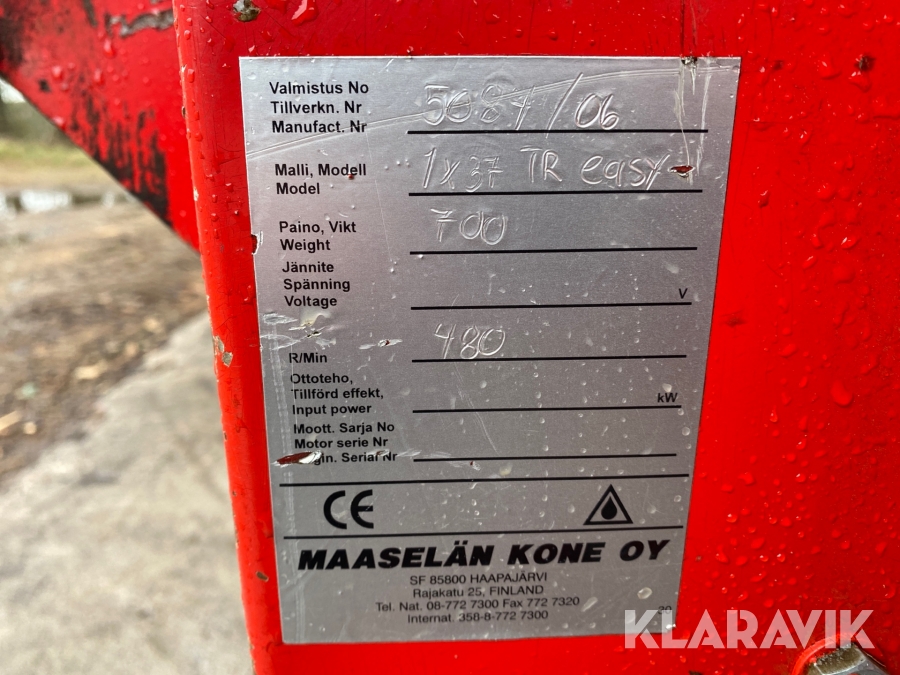 Valmistus No
Tillverkn. Nr
Manufact. Nr
5087/06
Malli, Modell
Model
1x37 TR easy
Paino, Vikt
Weight
700
Jännite
Spänning
Voltage
V
R/Min
480
Ottoteho,
Tillförd effekt,
Input power
kW
Moott. Sarja No
Motor serie Nr
gin. Serial Nr
CE
MAASELÄN KONE OY
SF 85800 HAAPAJÄRVI
Rajakatu 25, FINLAND
Tel. Nat. 08-772 7300 Fax 772 7320
Internat. 358-8-772 7300
KLARAVIK